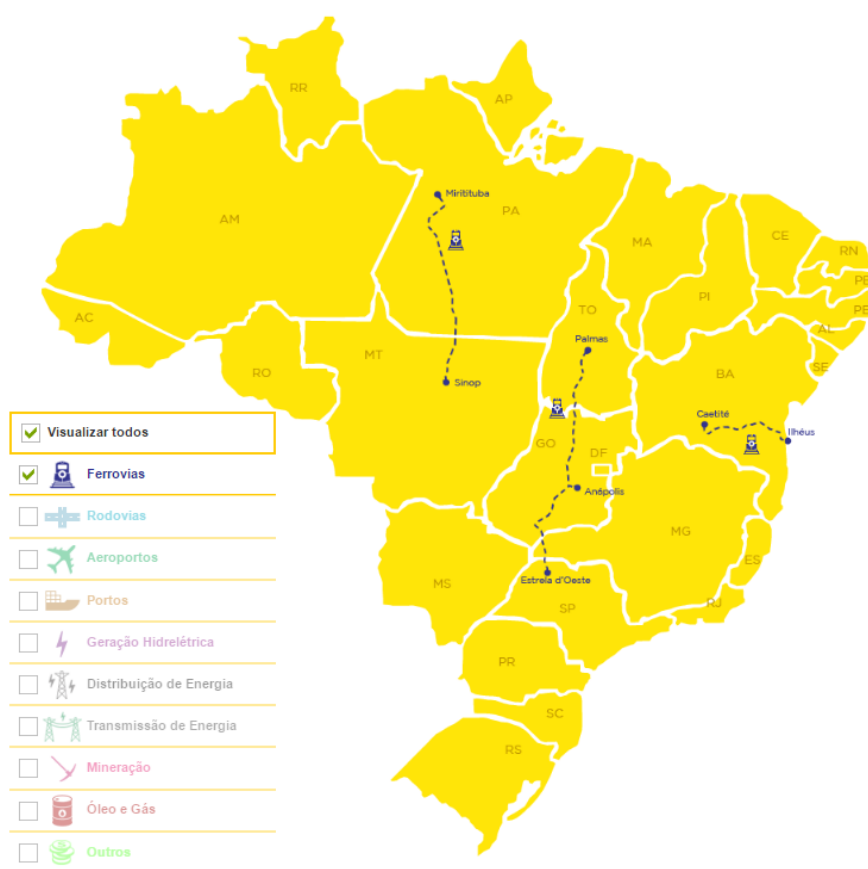 RR
AP
Miritituba
PA
AM
MA
CE
RN
PB
PI
PE
AC
TO
AL
Palmas
MT
SE
RO
BA
Sinop
Caetité
Ilhéus
GO
DF
Anápolis
MG
ES
Estrela d'Oeste
MS
SP
RJ
PR
SC
RS
Visualizar todos
Ferrovias
Rodovias
Aeroportos
Portos
Geração Hidrelétrica
Distribuição de Energia
Transmissão de Energia
Mineração
Óleo e Gás
Outros